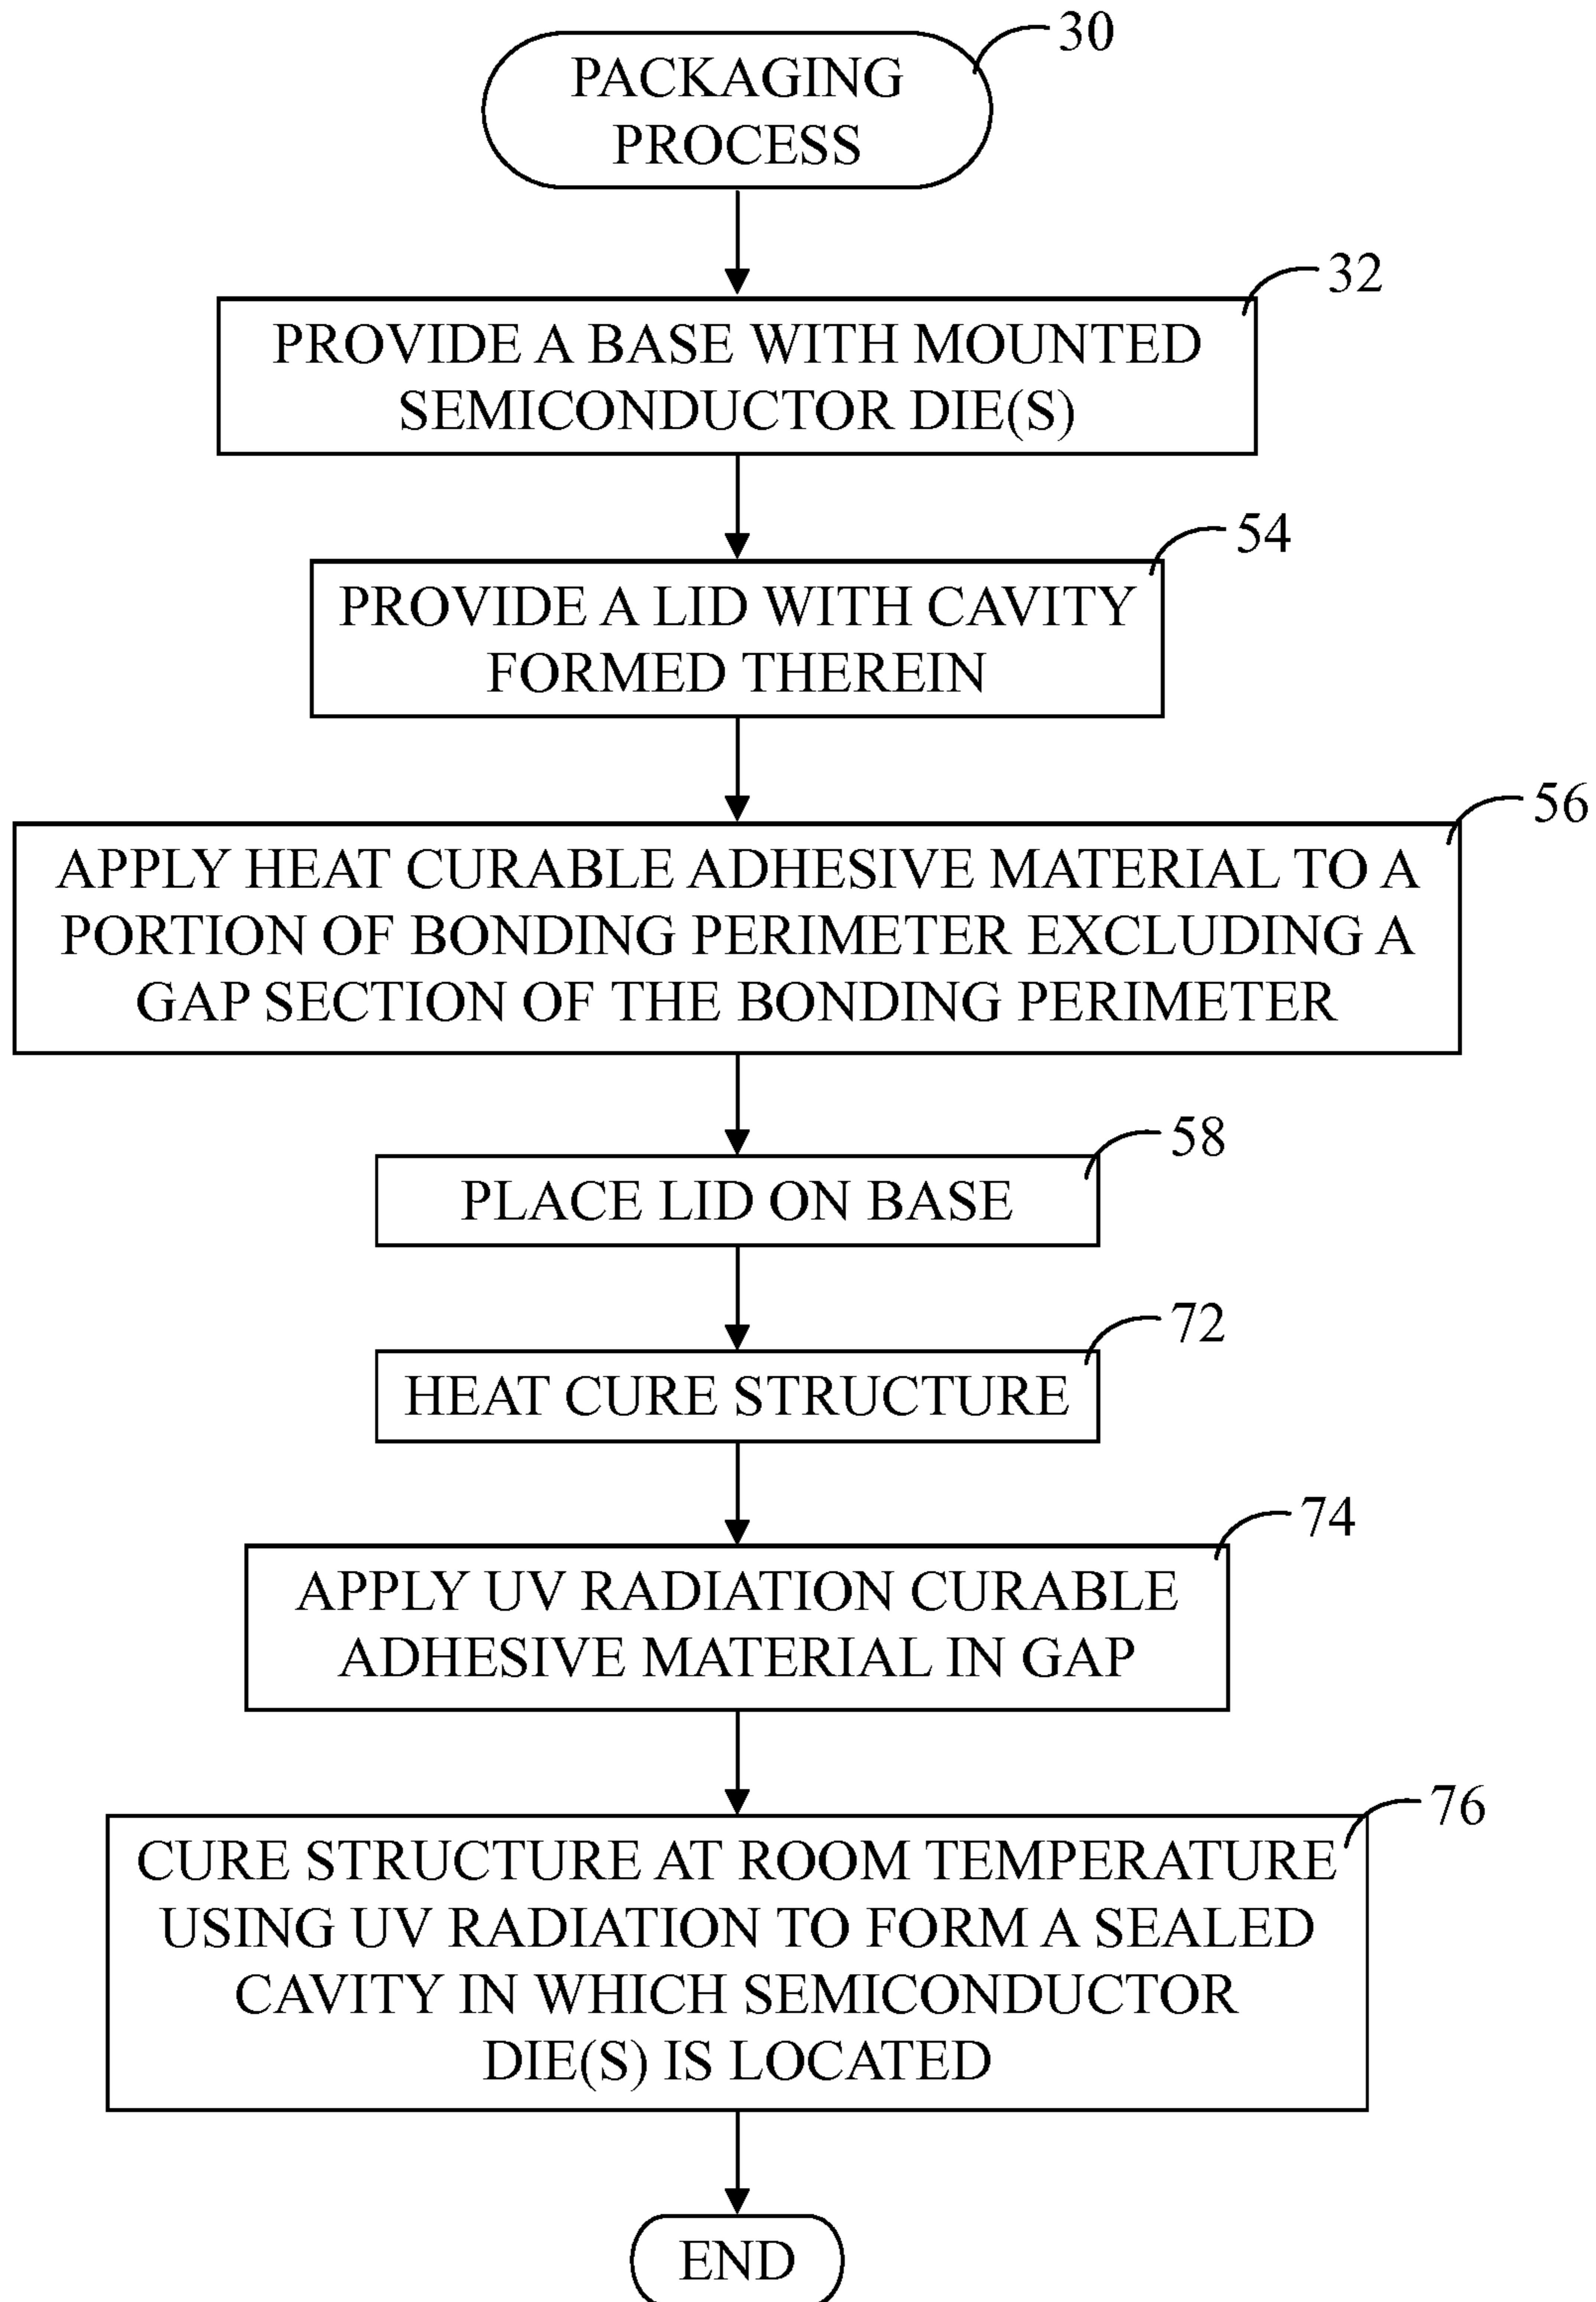 30
PACKAGING
PROCESS
32
PROVIDE A BASE WITH MOUNTED
SEMICONDUCTOR DIE(S)
54
PROVIDE A LID WITH CAVITY
FORMED THEREIN
56
APPLY HEAT CURABLE ADHESIVE MATERIAL TO A
PORTION OF BONDING PERIMETER EXCLUDING A
GAP SECTION OF THE BONDING PERIMETER
58
PLACE LID ON BASE
72
HEAT CURE STRUCTURE
74
APPLY UV RADIATION CURABLE
ADHESIVE MATERIAL IN GAP
76
CURE STRUCTURE AT ROOM TEMPERATURE
USING UV RADIATION TO FORM A SEALED
CAVITY IN WHICH SEMICONDUCTOR
DIE(S) IS LOCATED
END